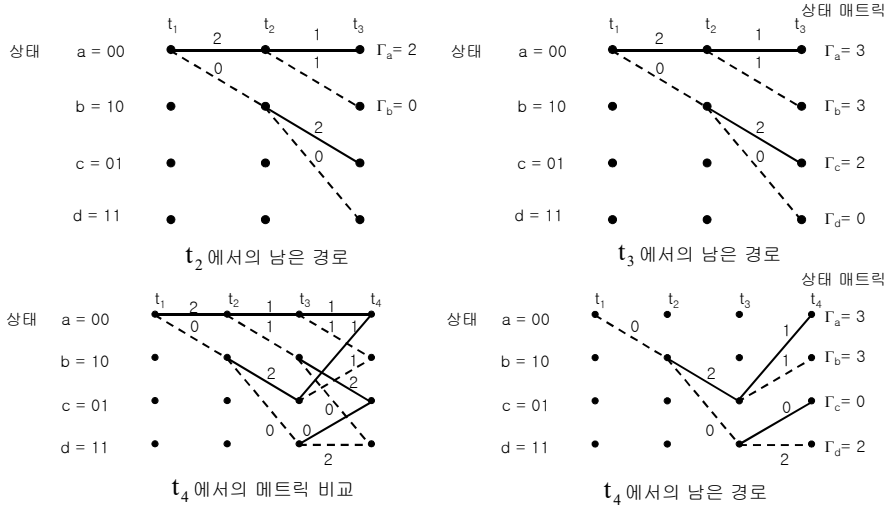 t₁ t₂ t₃
상태 a = 00 2 1 Γₐ= 2
0 1
b = 10 Γb= 0
2
c = 01 0
d = 11
t₂ 에서의 남은 경로
상태 매트릭
t₁ t₂ t₃
상태 a = 00 2 1 Γₐ= 3
0 1
b = 10 Γb= 3
2
c = 01 0 Γc= 2
d = 11 Γd= 0
t₃ 에서의 남은 경로
t₁ t₂ t₃ t₄
상태 a = 00 2 1 1
0 1 1 1
b = 10 1
2 2
c = 01 0
0 0
d = 11
2
t₄ 에서의 메트릭 비교
상태 매트릭
t₁ t₂ t₃ t₄
상태 a = 00 Γₐ= 3
0 1
b = 10 1 Γb= 3
2
c = 01 0 Γc= 0
0
d = 11 Γd= 2
2
t₄ 에서의 남은 경로